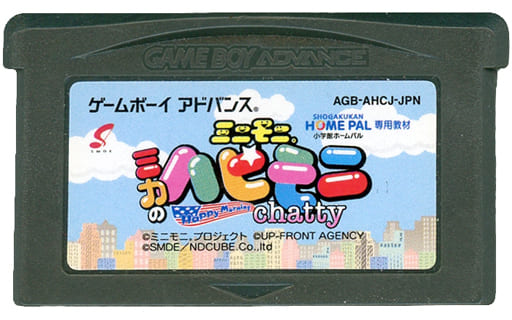 GAME BOY ADVANCE
ゲームボーイ アドバンス®
AGB-AHCJ-JPN
SMDE
ミニモニ。
SHOGAKUKAN
HOME PAL 専用教材
小学館ホームパル
ミカの
ハピモニ
Happy Morning
chatty
©ミニモニ。プロジェクト ©UP-FRONT AGENCY
©SMDE/NDCUBE.Co.,ltd